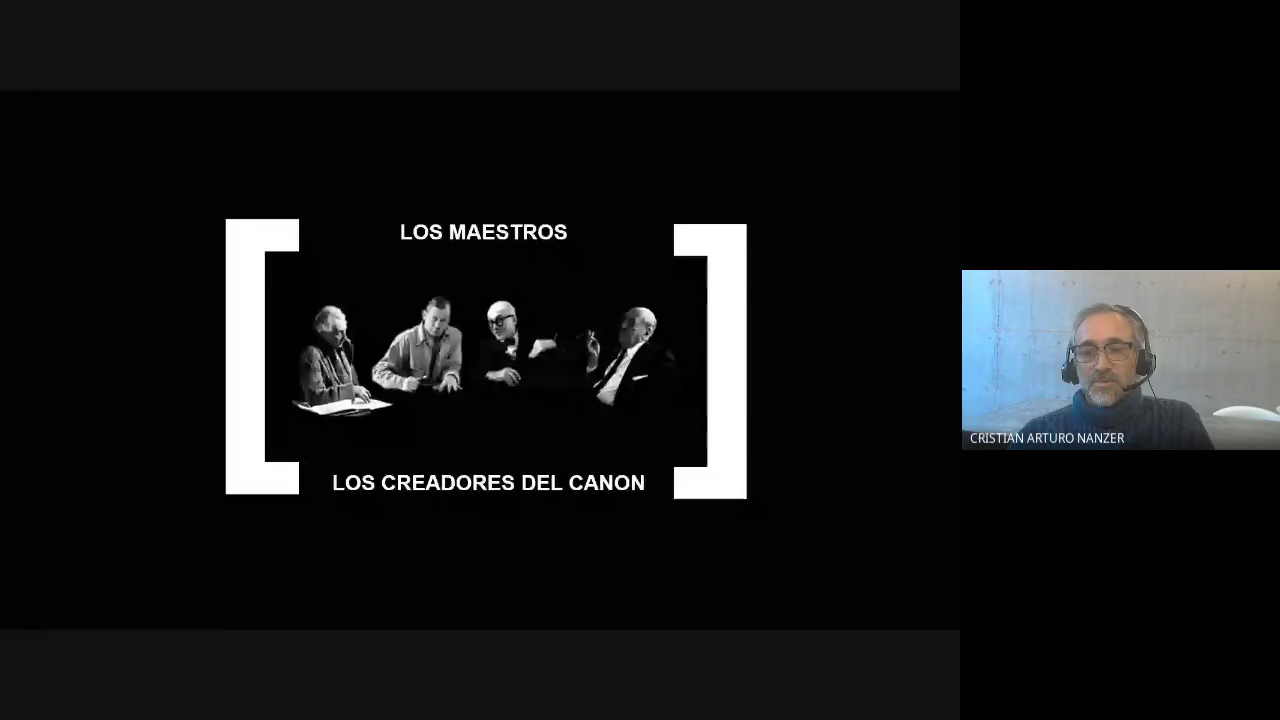 LOS MAESTROS
LOS CREADORES DEL CANON
CRISTIAN ARTURO NANZER